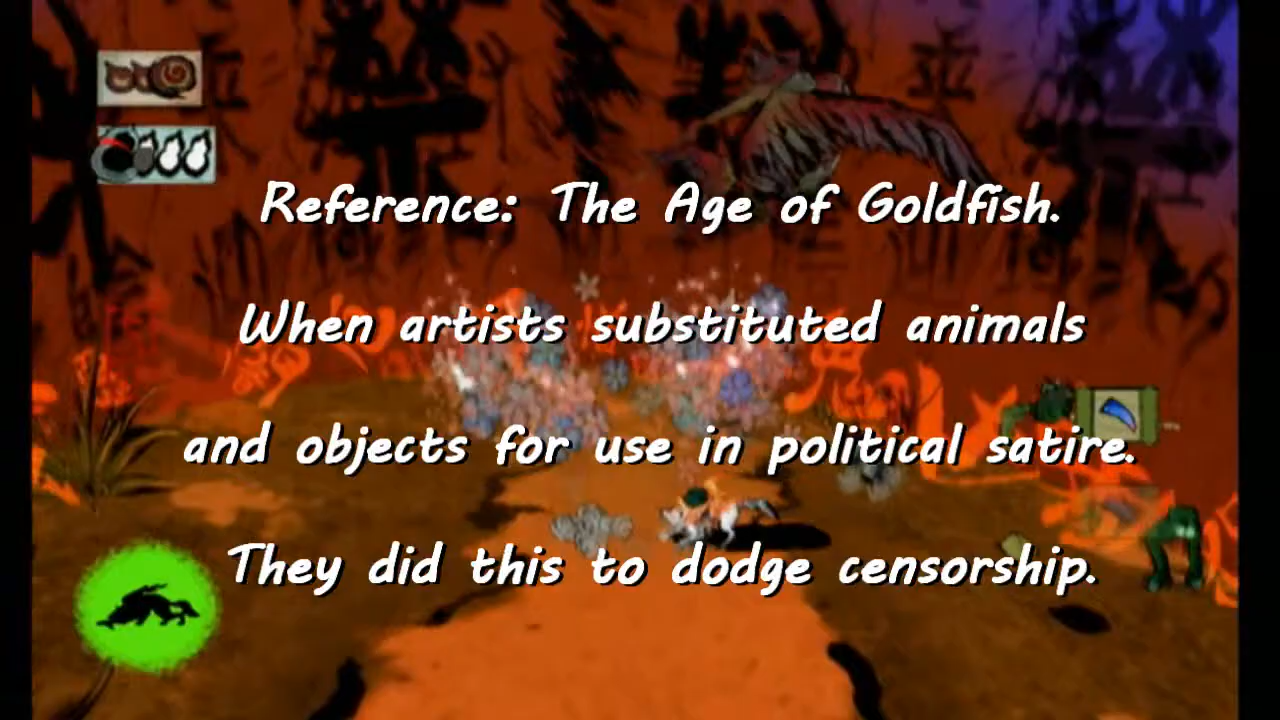 Reference: The Age of Goldfish.
When artists substituted animals
and objects for use in political satire.
They did this to dodge censorship.